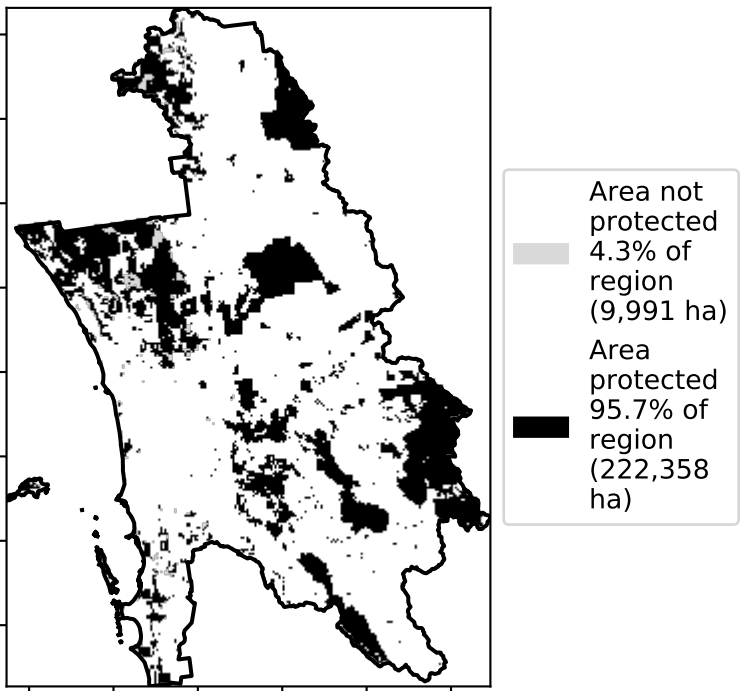 Area not
protected
4.3% of
region
(9,991 ha)
Area
protected
95.7% of
region
(222,358
ha)